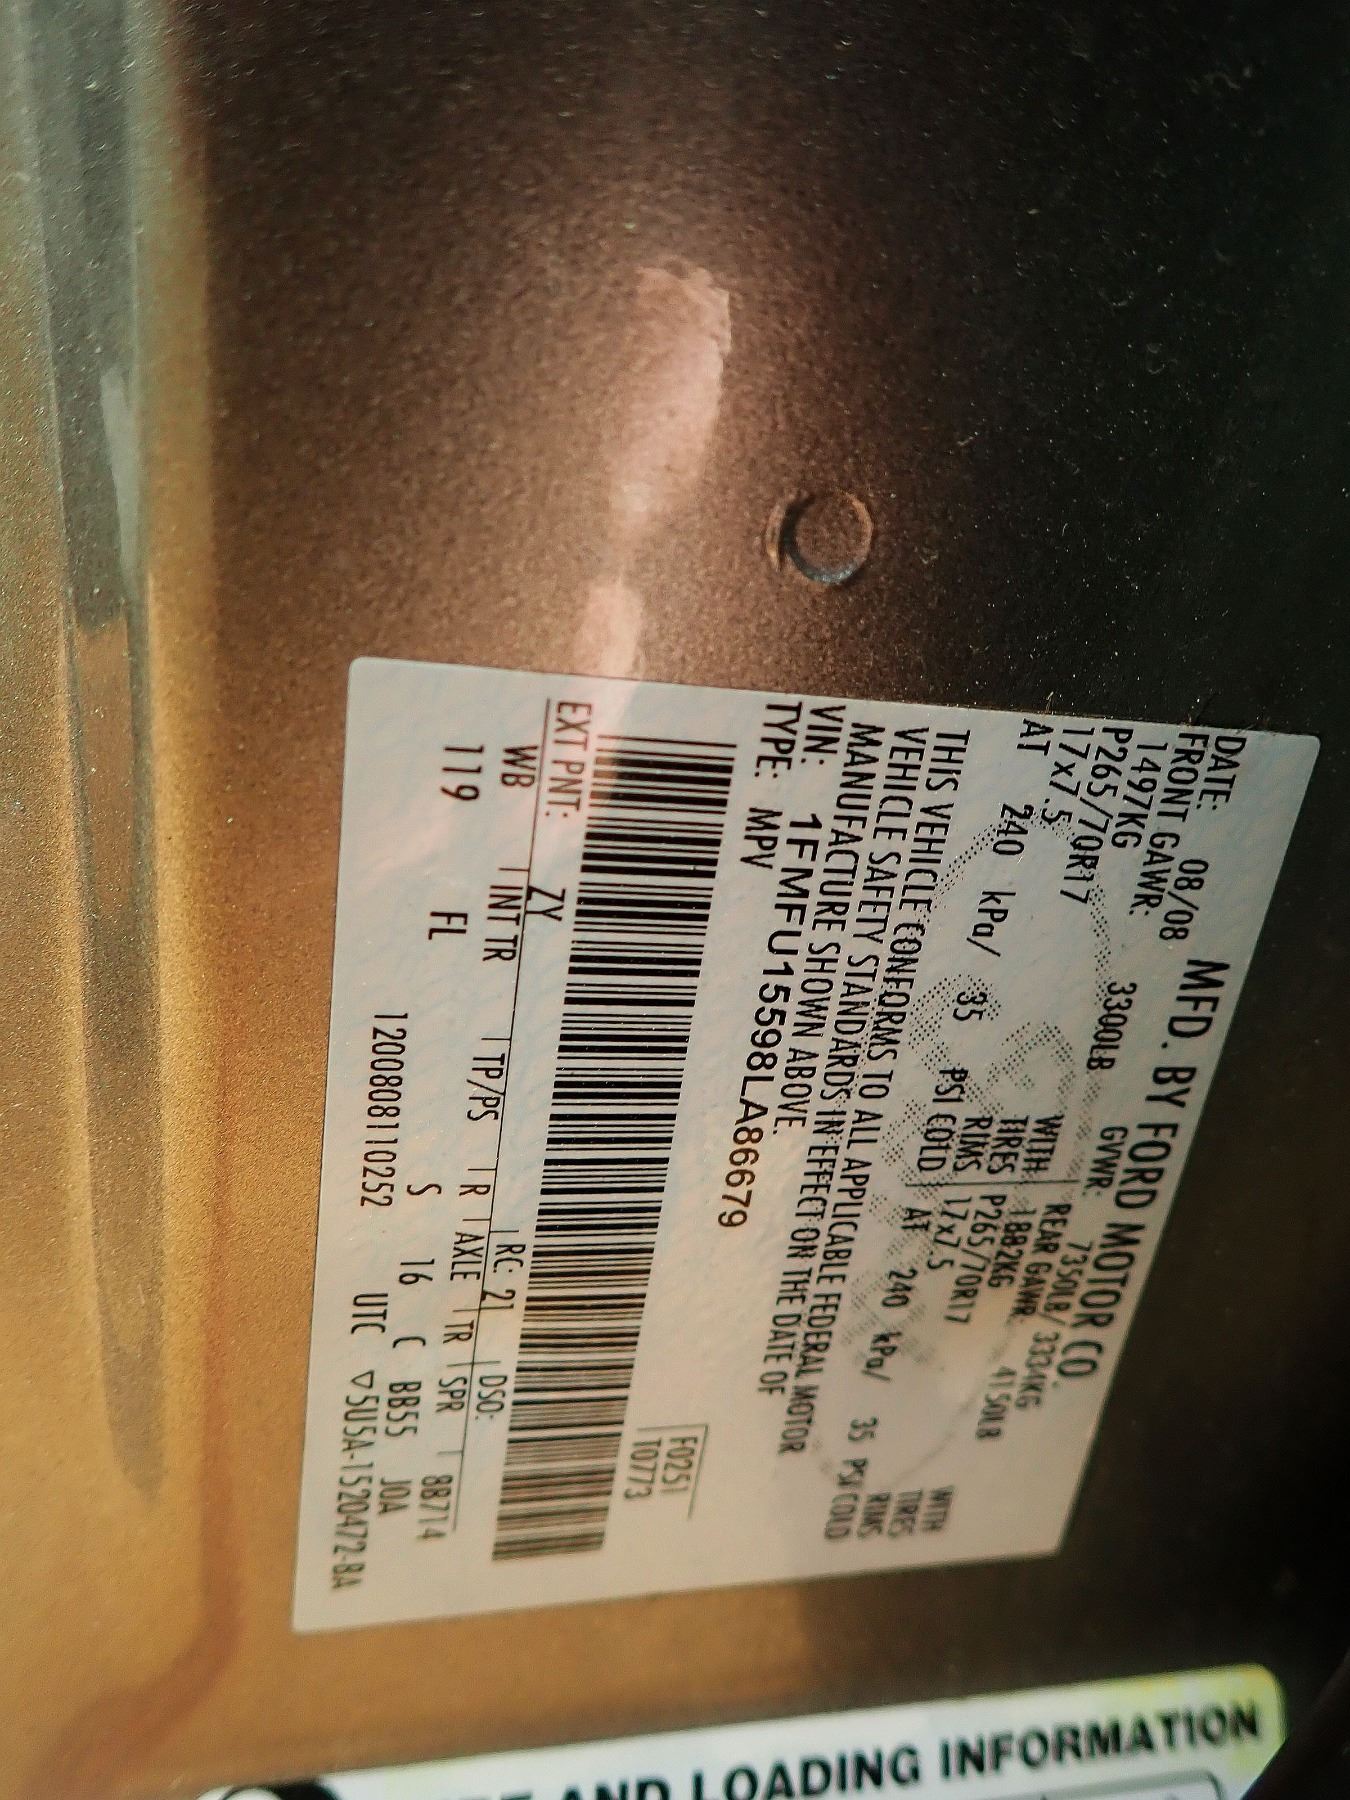 MFD. BY FORD MOTOR CO.
DATE: 08/08 GVWR: 7350LB/ 3334KG
FRONT GAWR: 3300LB REAR GAWR: 4150LB
1497KG WITH 1882KG WITH
P265/70R17 TIRES P265/70R17 TIRES
17x7.5 RIMS 17x7.5 RIMS
AT 240 kPa/ 35 PSI COLD AT 240 kPa/ 35 PSI COLD
THIS VEHICLE CONFORMS TO ALL APPLICABLE FEDERAL MOTOR
VEHICLE SAFETY STANDARDS IN EFFECT ON THE DATE OF
MANUFACTURE SHOWN ABOVE.
VIN: 1FMFU15598LA86679
TYPE: MPV
F0251
T0773
EXT PNT: ZY RC: 21 DSO:
WB INT TR TP/PS R AXLE TR SPR 88714
119 FL S 16 C BB55 JOA
1200808110252 UTC ▽5U5A-1520472-BA
AND LOADING INFORMATION